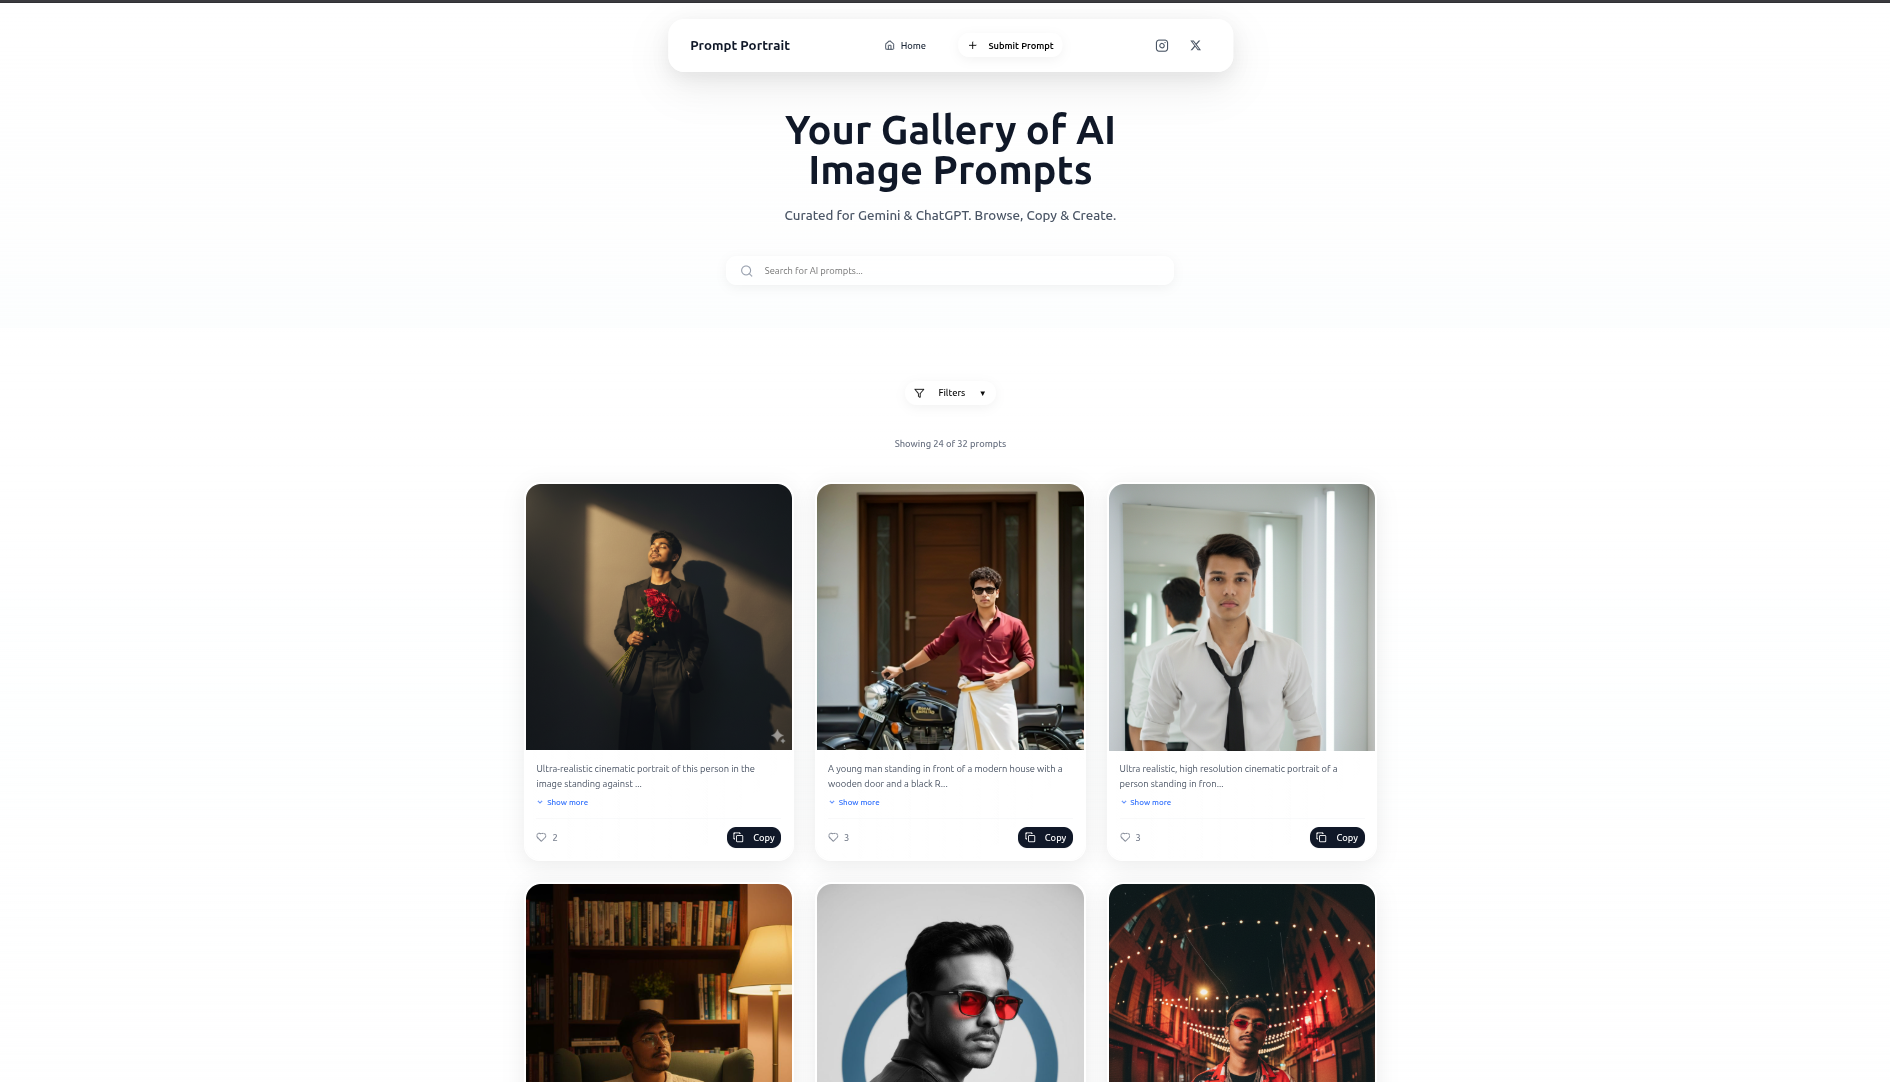 Prompt Portrait
Home
Submit Prompt
Your Gallery of AI
Image Prompts
Curated for Gemini & ChatGPT. Browse, Copy & Create.
Search for AI prompts...
Filters
Showing 24 of 32 prompts
Ultra-realistic cinematic portrait of this person in the
image standing against ...
Show more
2
Copy
A young man standing in front of a modern house with a
wooden door and a black R...
Show more
3
Copy
Ultra realistic, high resolution cinematic portrait of a
person standing in fron...
Show more
3
Copy